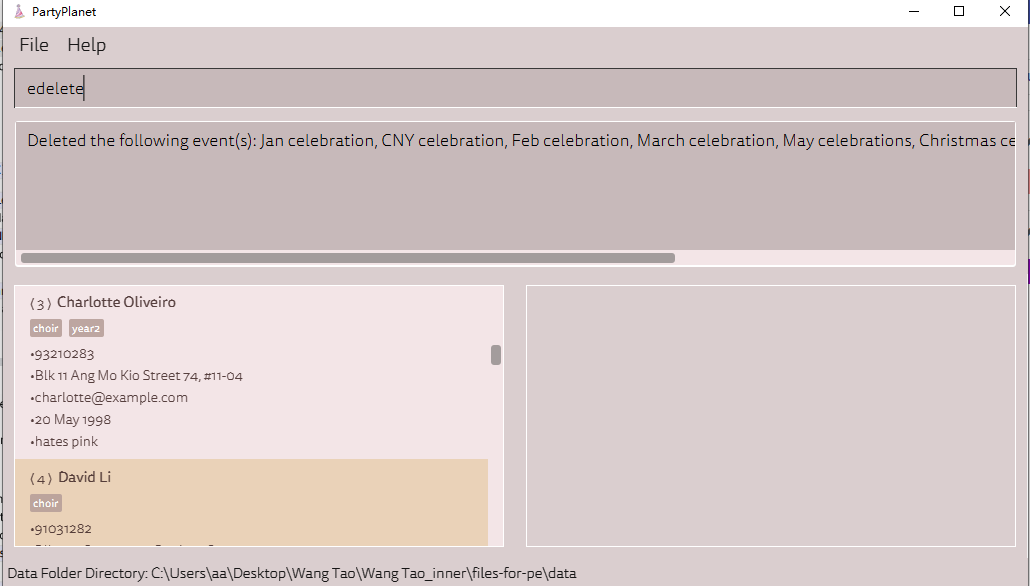 PartyPlanet
File Help
edelete
Deleted the following event(s): Jan celebration, CNY celebration, Feb celebration, March celebration, May celebrations, Christmas ce
(3) Charlotte Oliveiro
choir year2
•93210283
•Blk 11 Ang Mo Kio Street 74, #11-04
•charlotte@example.com
•20 May 1998
•hates pink
(4) David Li
choir
•91031282
Data Folder Directory: C:\Users\aa\Desktop\Wang Tao\Wang Tao_inner\files-for-pe\data